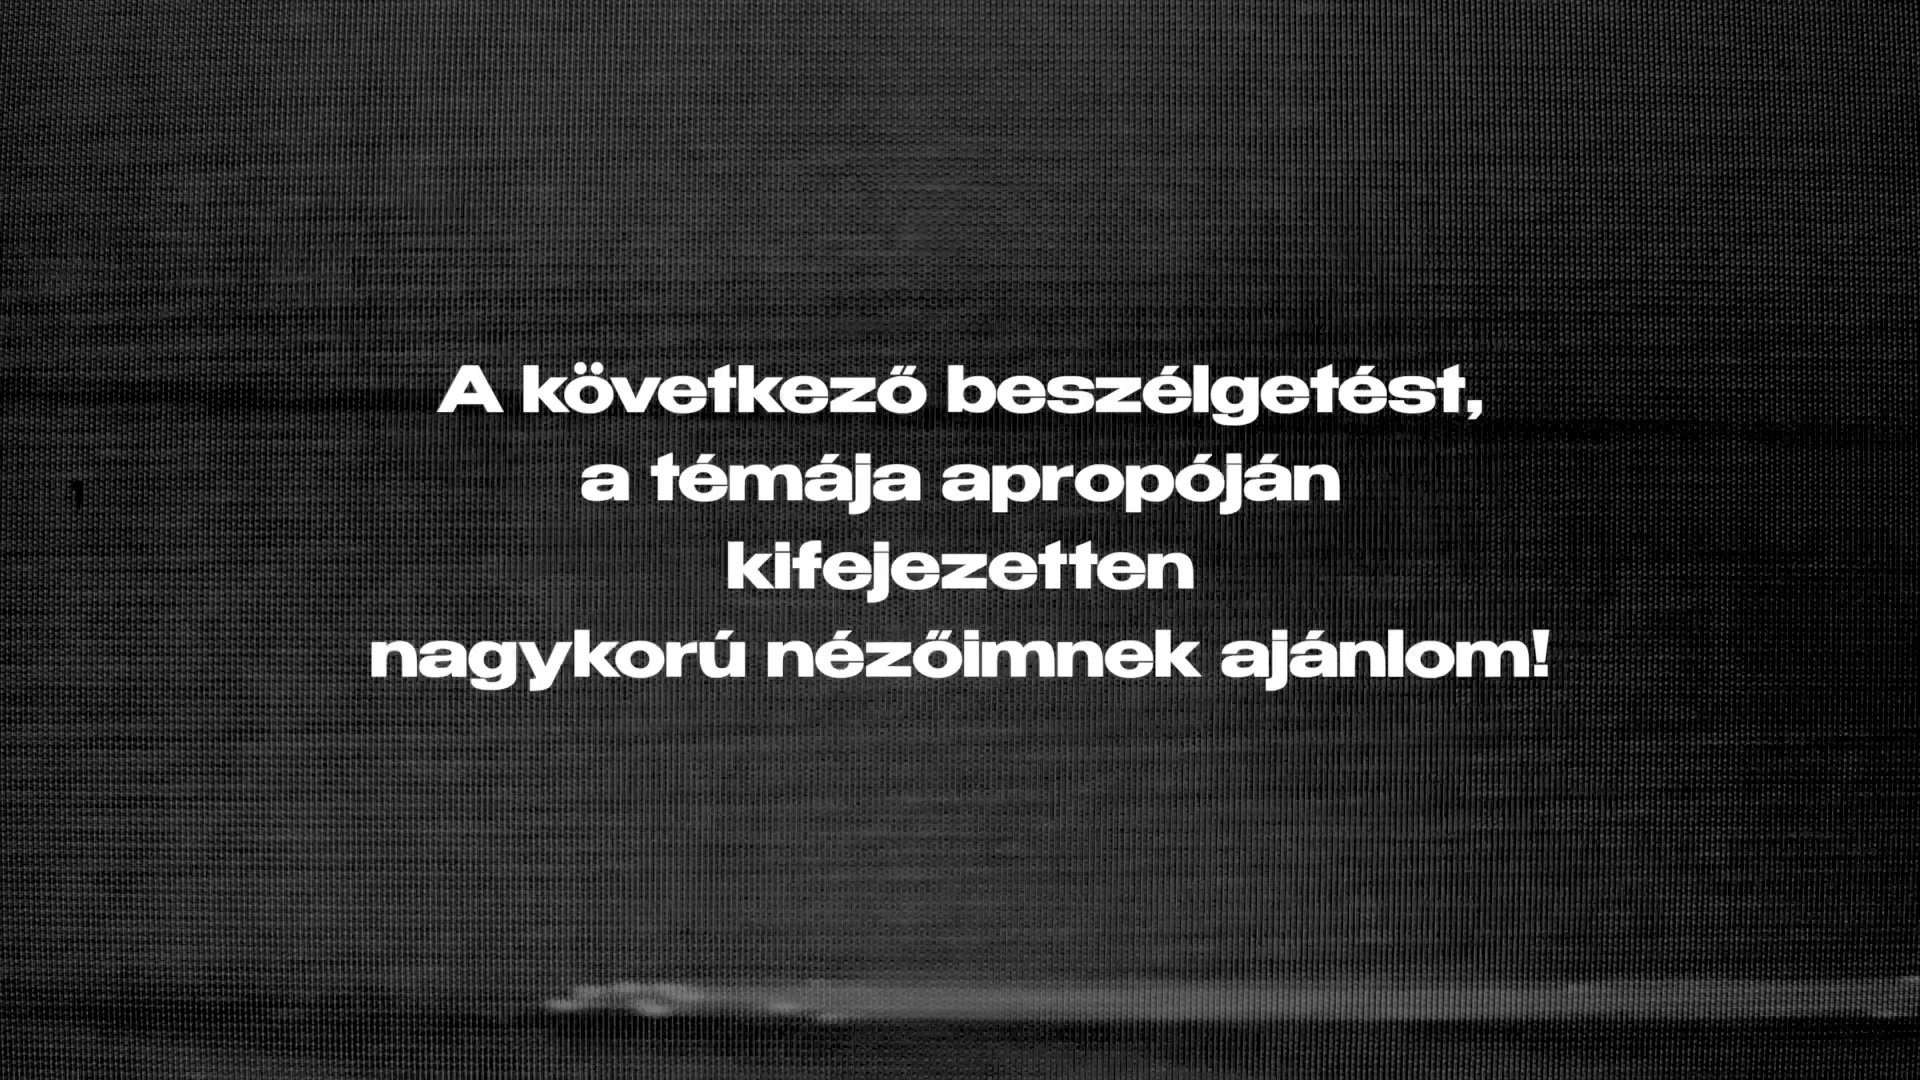 A következő beszélgetést,
a témája apropóján
kifejezetten
nagykorú nézőimnek ajánlom!